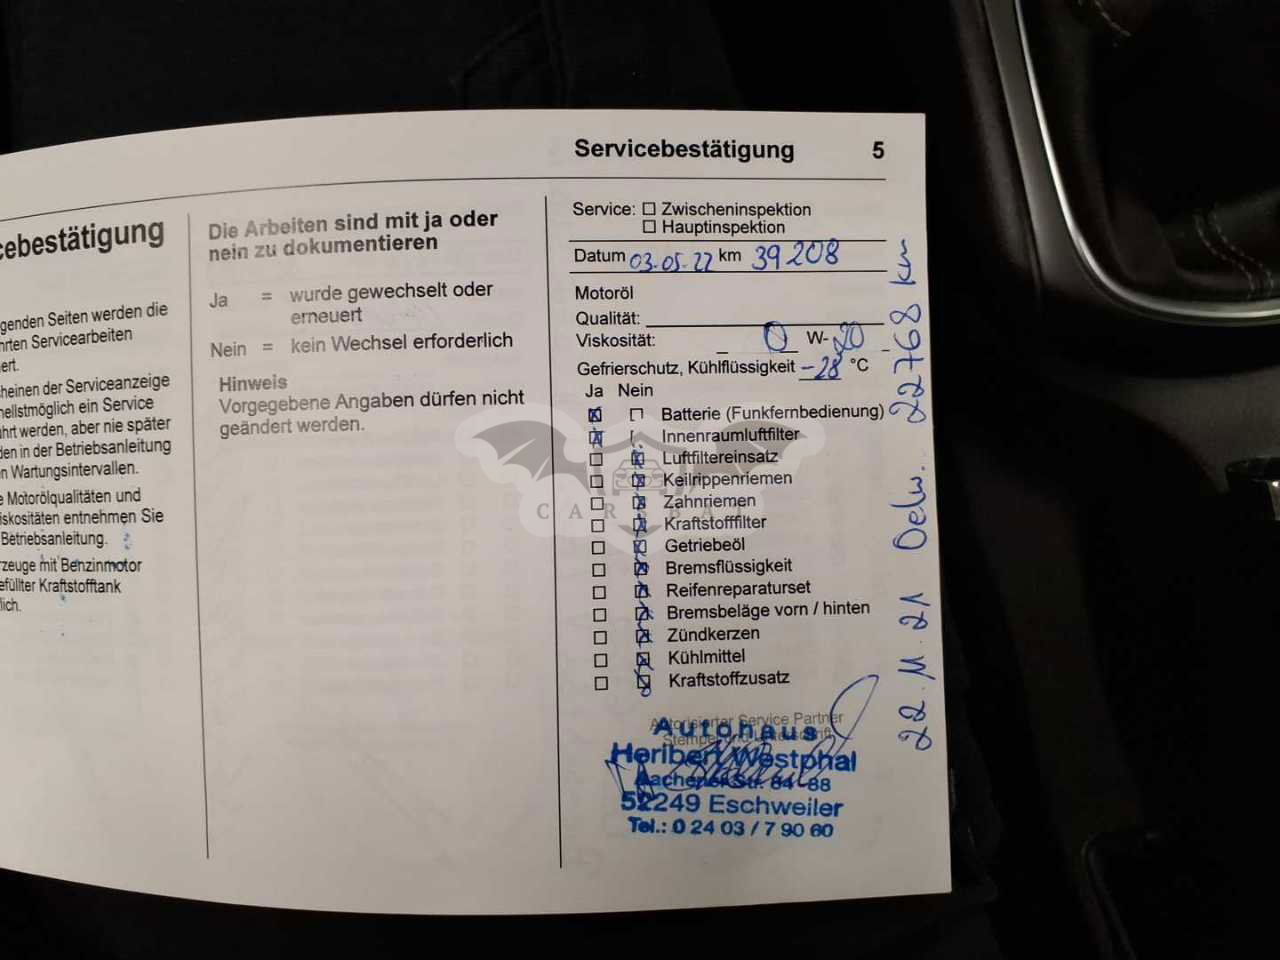 Servicebestätigung 5
cebestätigung
genden Seiten werden die
hrten Servicearbeiten
ert.
heinen der Serviceanzeige
nellstmöglich ein Service
ührt werden, aber nie später
den in der Betriebsanleitung
n Wartungsintervallen.
e Motorölqualitäten und
iskositäten entnehmen Sie
Betriebsanleitung.
rzeuge mit Benzinmotor
efüllter Kraftstofftank
lich.
Die Arbeiten sind mit ja oder
nein zu dokumentieren
Ja = wurde gewechselt oder
erneuert
Nein = kein Wechsel erforderlich
Hinweis
Vorgegebene Angaben dürfen nicht
geändert werden.
Service: Zwischeninspektion
Hauptinspektion
Datum 03.05.22 km 39208
Motoröl
Qualität:
Viskosität: 0 W-20
Gefrierschutz, Kühlflüssigkeit -28 °C
Ja Nein
Batterie (Funkfernbedienung)
Innenraumluftfilter
Luftfiltereinsatz
Keilrippenriemen
Zahnriemen
Kraftstofffilter
Getriebeöl
Bremsflüssigkeit
Reifenreparaturset
Bremsbeläge vorn / hinten
Zündkerzen
Kühlmittel
Kraftstoffzusatz
Autorisierter Service Partner
Stempel und Unterschrift
Autohaus
Heribert Westphal
Aachener Str. 84-88
52249 Eschweiler
Tel.: 0 24 03 / 7 90 60
22.11.21 Oelw. 22768 km
CARSBAT